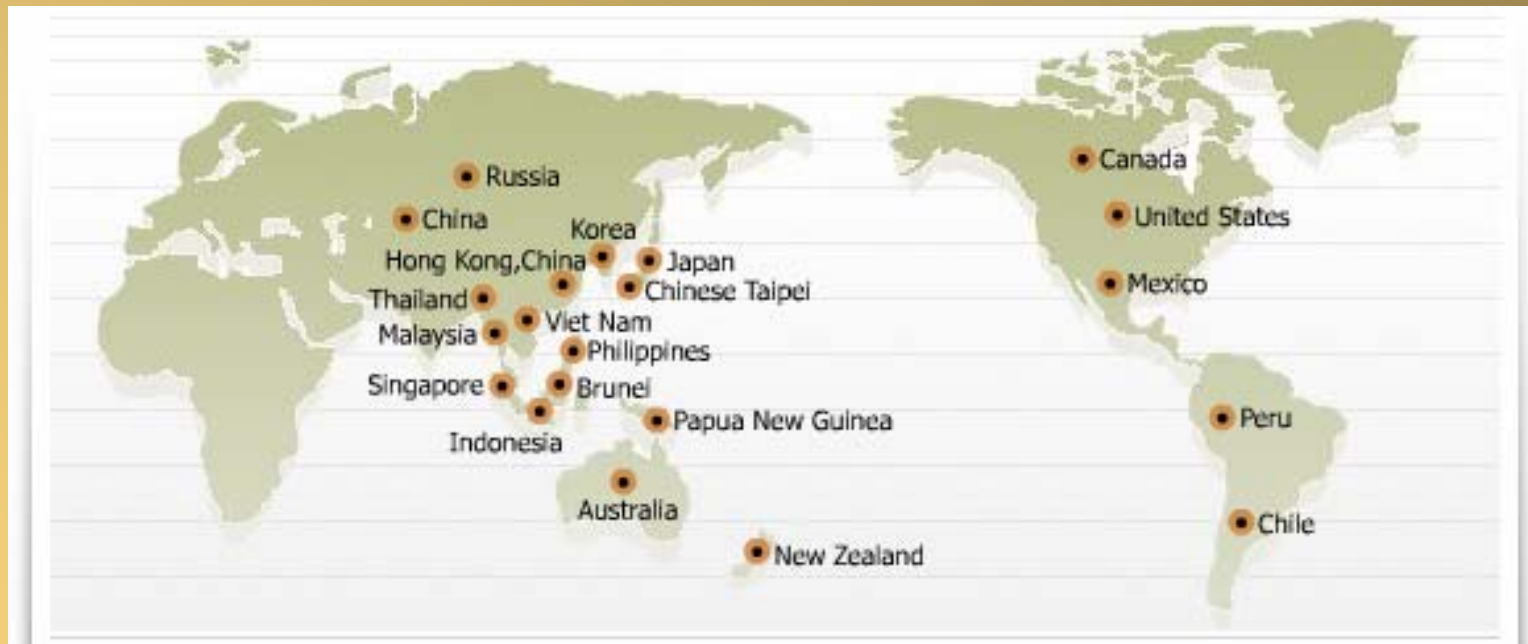 Canada
Russia
United States
China
Korea
Hong Kong,China
Japan
Mexico
Chinese Taipei
Thailand
Viet Nam
Malaysia
Philippines
Singapore
Brunei
Peru
Papua New Guinea
Indonesia
Australia
Chile
New Zealand